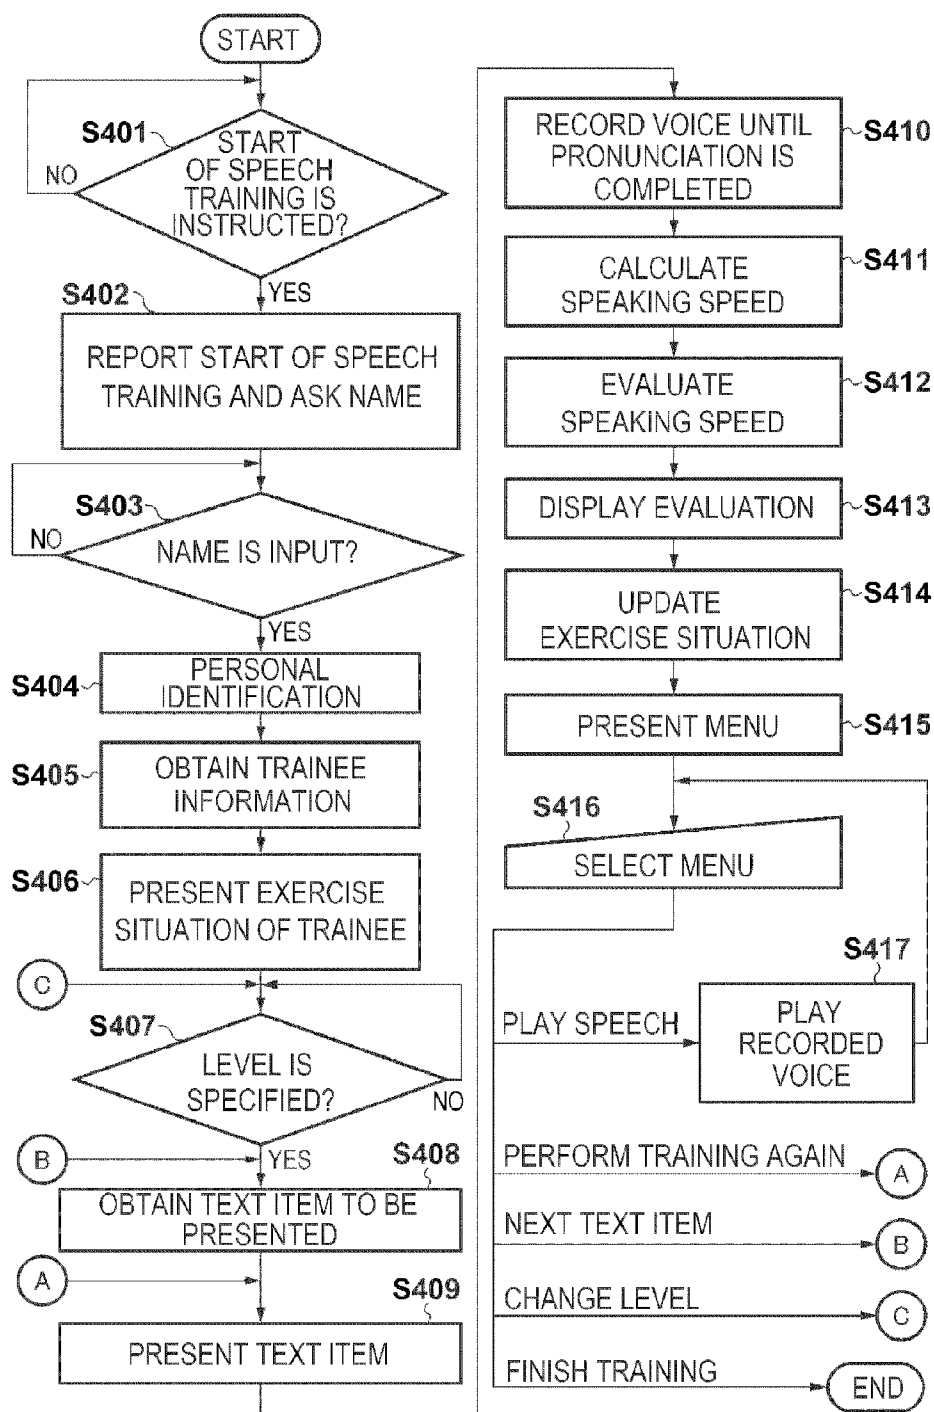 START
S401
START
OF SPEECH
TRAINING IS
INSTRUCTED?
NO
YES
S402
REPORT START OF SPEECH
TRAINING AND ASK NAME
S403
NO
NAME IS INPUT?
YES
S404
PERSONAL
IDENTIFICATION
S405
OBTAIN TRAINEE
INFORMATION
S406
PRESENT EXERCISE
SITUATION OF TRAINEE
C
S407
LEVEL IS
SPECIFIED?
NO
B
YES
S408
OBTAIN TEXT ITEM TO BE
PRESENTED
A
S409
PRESENT TEXT ITEM
RECORD VOICE UNTIL
PRONUNCIATION IS
COMPLETED
S410
CALCULATE
SPEAKING SPEED
S411
EVALUATE
SPEAKING SPEED
S412
DISPLAY EVALUATION
S413
UPDATE
EXERCISE SITUATION
S414
PRESENT MENU
S415
S416
SELECT MENU
S417
PLAY SPEECH
PLAY
RECORDED
VOICE
PERFORM TRAINING AGAIN
A
NEXT TEXT ITEM
B
CHANGE LEVEL
C
FINISH TRAINING
END